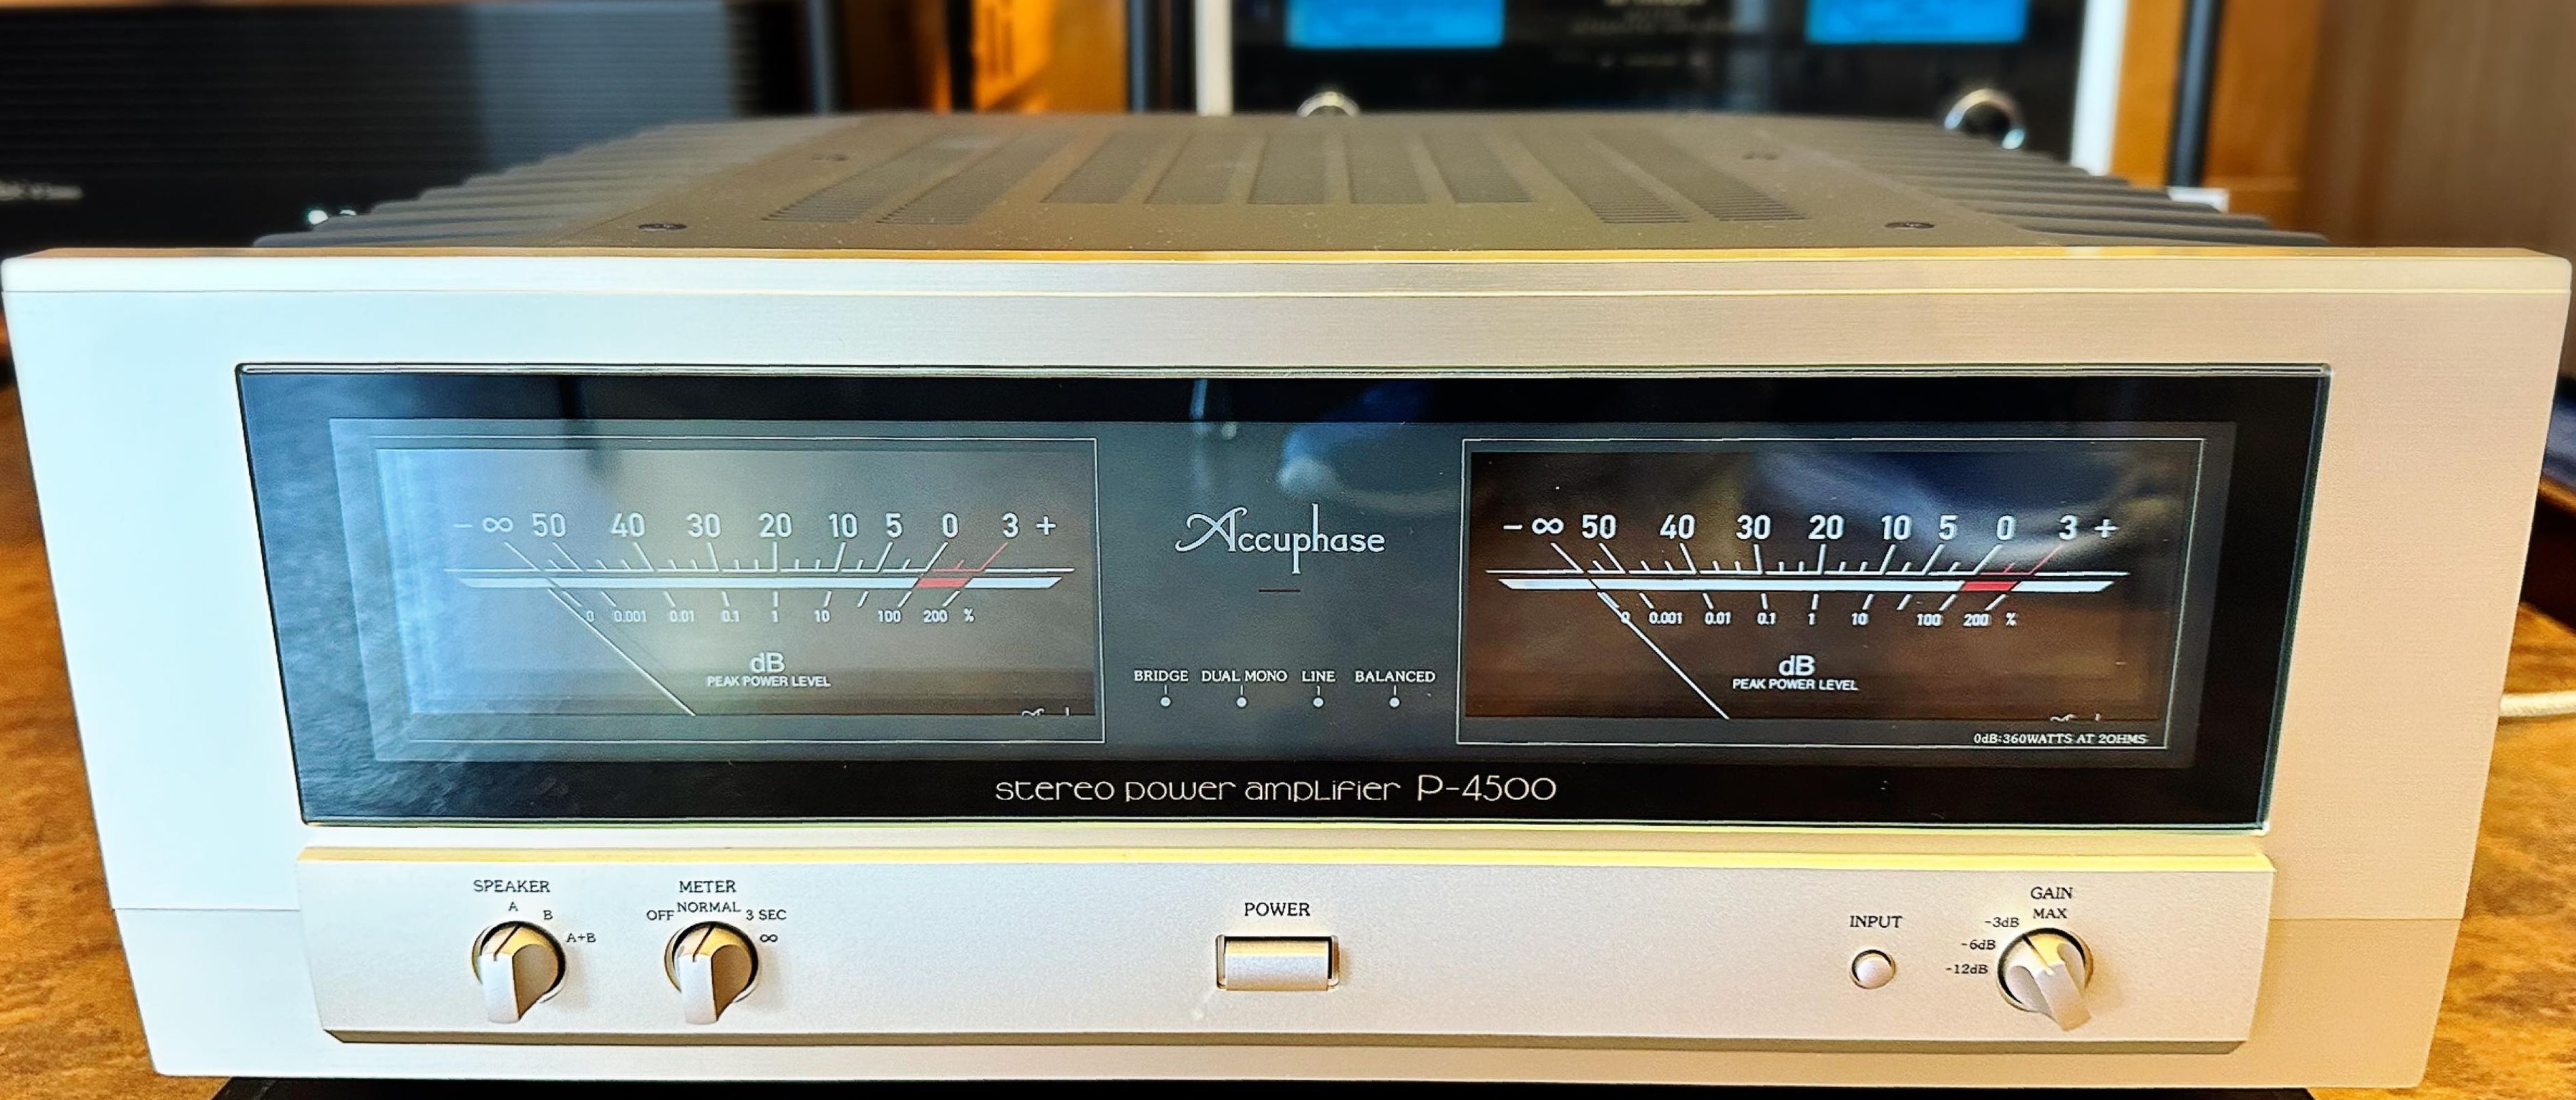 - ∞ 50 40 30 20 10 5 0 3 +
0 0.001 0.01 0.1 1 10 100 200 %
dB
PEAK POWER LEVEL
Accuphase
BRIDGE DUAL MONO LINE BALANCED
- ∞ 50 40 30 20 10 5 0 3 +
0 0.001 0.01 0.1 1 10 100 200 %
dB
PEAK POWER LEVEL
0dB:360WATTS AT 2OHMS
stereo power amplifier P-4500
SPEAKER
A B A+B
METER
OFF NORMAL 3 SEC ∞
POWER
INPUT
GAIN
MAX
-3dB
-6dB
-12dB